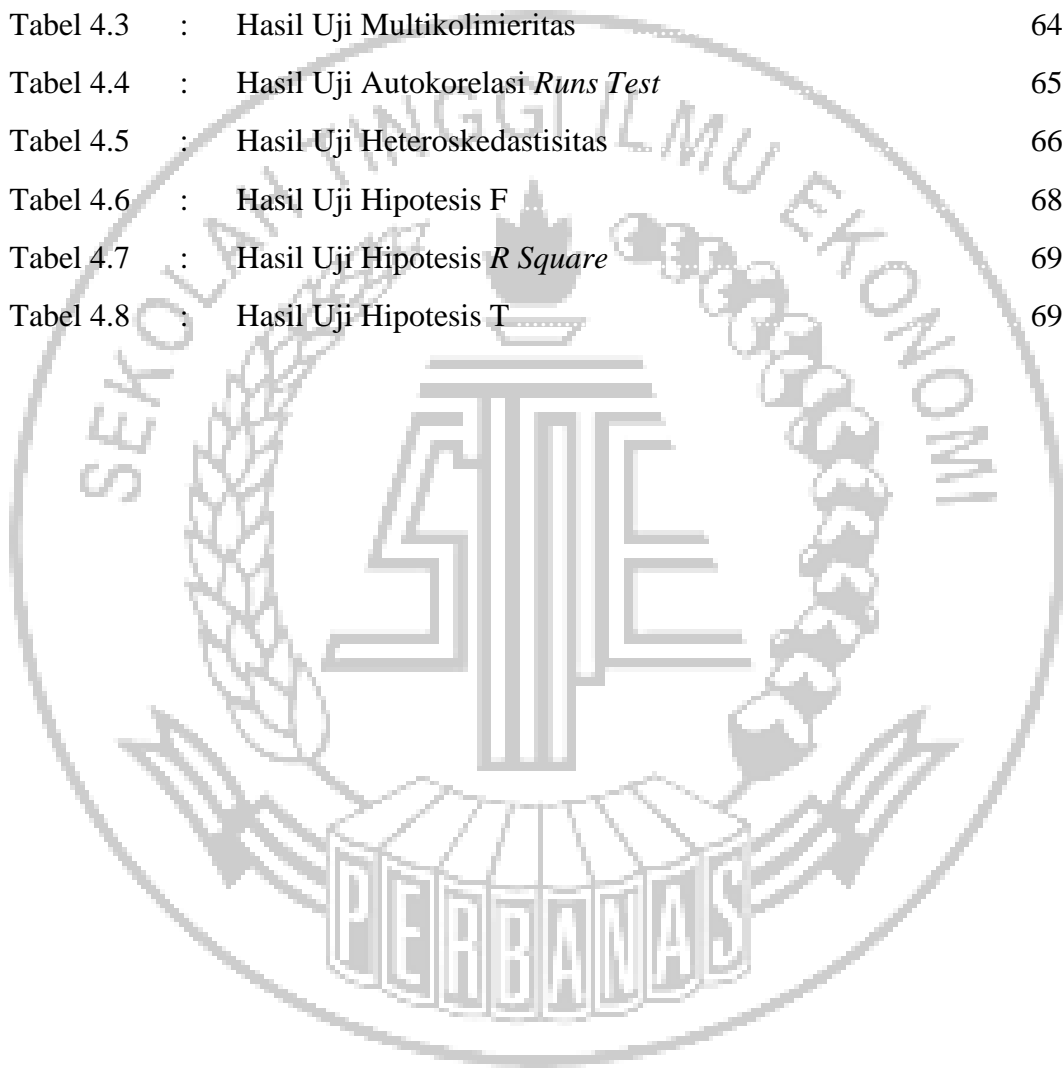 Tabel 4.3 : Hasil Uji Multikolinieritas 64
Tabel 4.4 : Hasil Uji Autokorelasi Runs Test 65
Tabel 4.5 : Hasil Uji Heteroskedastisitas 66
Tabel 4.6 : Hasil Uji Hipotesis F 68
Tabel 4.7 : Hasil Uji Hipotesis R Square 69
Tabel 4.8 : Hasil Uji Hipotesis T 69
SEKOLAH TINGGI ILMU EKONOMI
STIE
PERBANAS